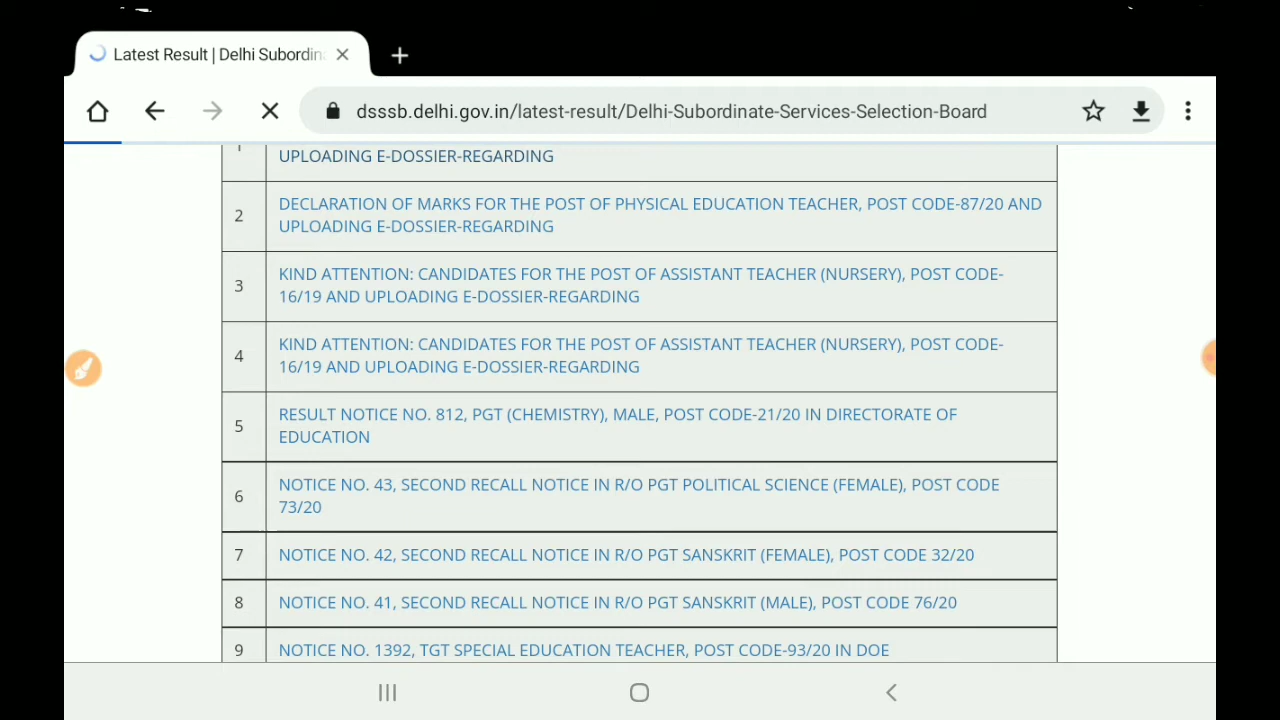 Latest Result | Delhi Subordin
dsssb.delhi.gov.in/latest-result/Delhi-Subordinate-Services-Selection-Board
1
UPLOADING E-DOSSIER-REGARDING
2
DECLARATION OF MARKS FOR THE POST OF PHYSICAL EDUCATION TEACHER, POST CODE-87/20 AND
UPLOADING E-DOSSIER-REGARDING
3
KIND ATTENTION: CANDIDATES FOR THE POST OF ASSISTANT TEACHER (NURSERY), POST CODE-
16/19 AND UPLOADING E-DOSSIER-REGARDING
4
KIND ATTENTION: CANDIDATES FOR THE POST OF ASSISTANT TEACHER (NURSERY), POST CODE-
16/19 AND UPLOADING E-DOSSIER-REGARDING
5
RESULT NOTICE NO. 812, PGT (CHEMISTRY), MALE, POST CODE-21/20 IN DIRECTORATE OF
EDUCATION
6
NOTICE NO. 43, SECOND RECALL NOTICE IN R/O PGT POLITICAL SCIENCE (FEMALE), POST CODE
73/20
7
NOTICE NO. 42, SECOND RECALL NOTICE IN R/O PGT SANSKRIT (FEMALE), POST CODE 32/20
8
NOTICE NO. 41, SECOND RECALL NOTICE IN R/O PGT SANSKRIT (MALE), POST CODE 76/20
9
NOTICE NO. 1392, TGT SPECIAL EDUCATION TEACHER, POST CODE-93/20 IN DOE